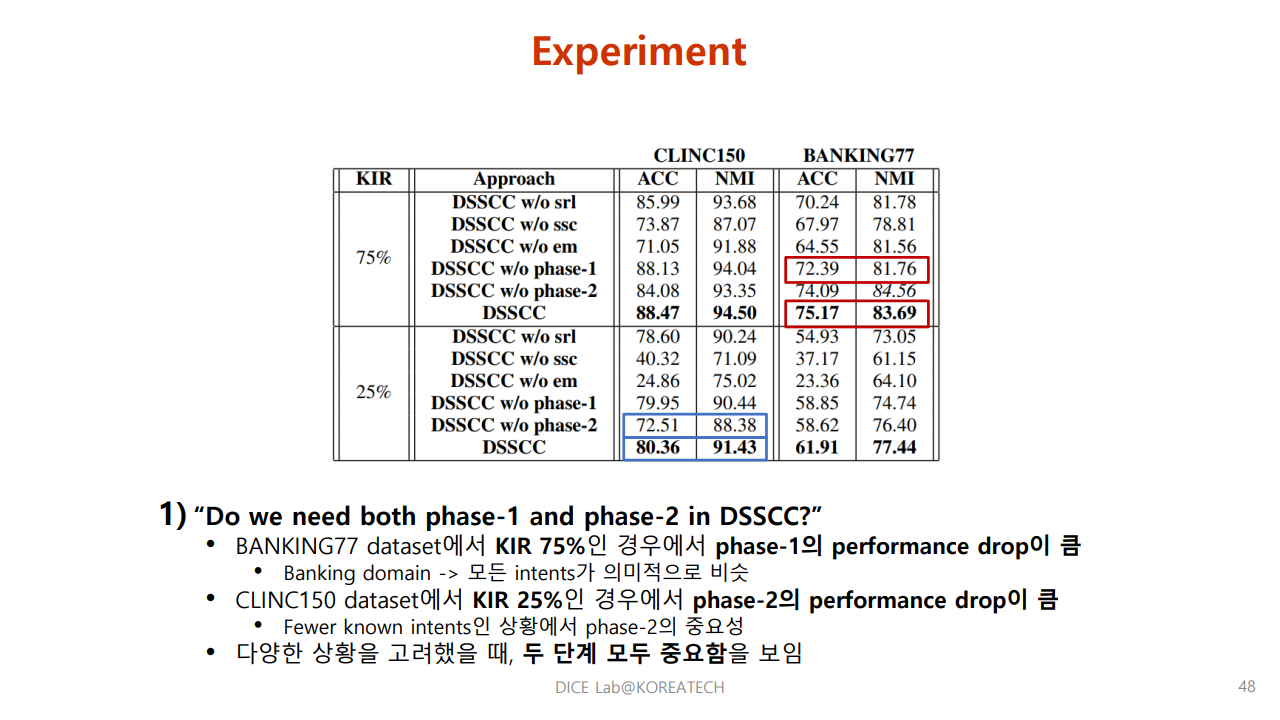 Experiment
CLINC150 BANKING77
KIR Approach ACC NMI ACC NMI
DSSCC w/o srl 85.99 93.68 70.24 81.78
DSSCC w/o ssc 73.87 87.07 67.97 78.81
DSSCC w/o em 71.05 91.88 64.55 81.56
75% DSSCC w/o phase-1 88.13 94.04 72.39 81.76
DSSCC w/o phase-2 84.08 93.35 74.09 84.56
DSSCC 88.47 94.50 75.17 83.69
DSSCC w/o srl 78.60 90.24 54.93 73.05
DSSCC w/o ssc 40.32 71.09 37.17 61.15
DSSCC w/o em 24.86 75.02 23.36 64.10
25% DSSCC w/o phase-1 79.95 90.44 58.85 74.74
DSSCC w/o phase-2 72.51 88.38 58.62 76.40
DSSCC 80.36 91.43 61.91 77.44
1) “Do we need both phase-1 and phase-2 in DSSCC?”
• BANKING77 dataset에서 KIR 75%인 경우에서 phase-1의 performance drop이 큼
• Banking domain -> 모든 intents가 의미적으로 비슷
• CLINC150 dataset에서 KIR 25%인 경우에서 phase-2의 performance drop이 큼
• Fewer known intents인 상황에서 phase-2의 중요성
• 다양한 상황을 고려했을 때, 두 단계 모두 중요함을 보임
DICE Lab@KOREATECH
48